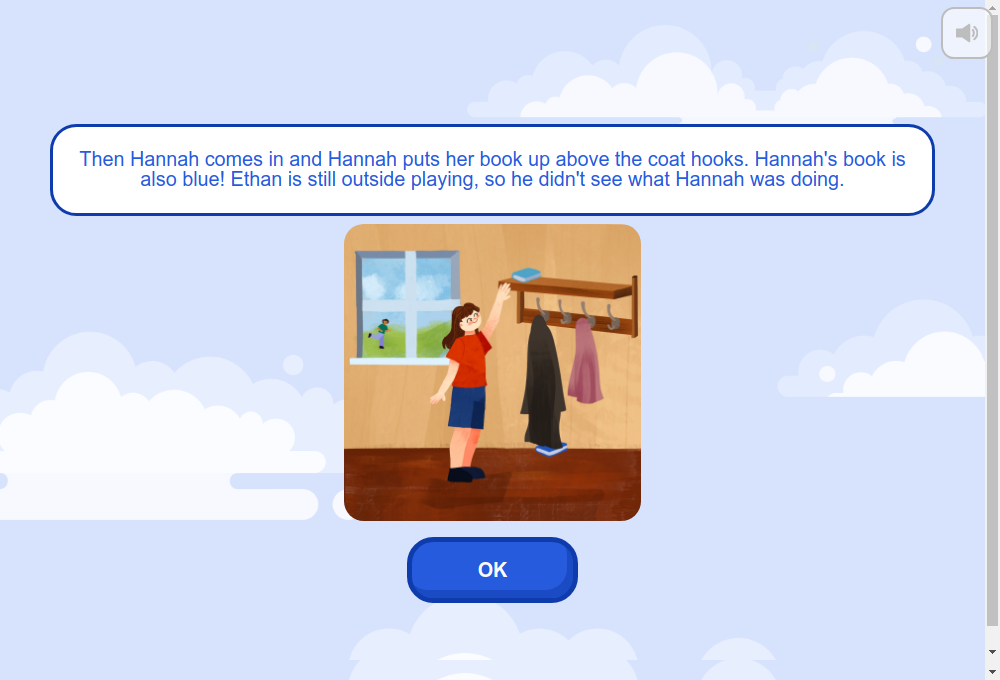 Then Hannah comes in and Hannah puts her book up above the coat hooks. Hannah's book is
also blue! Ethan is still outside playing, so he didn't see what Hannah was doing.
OK